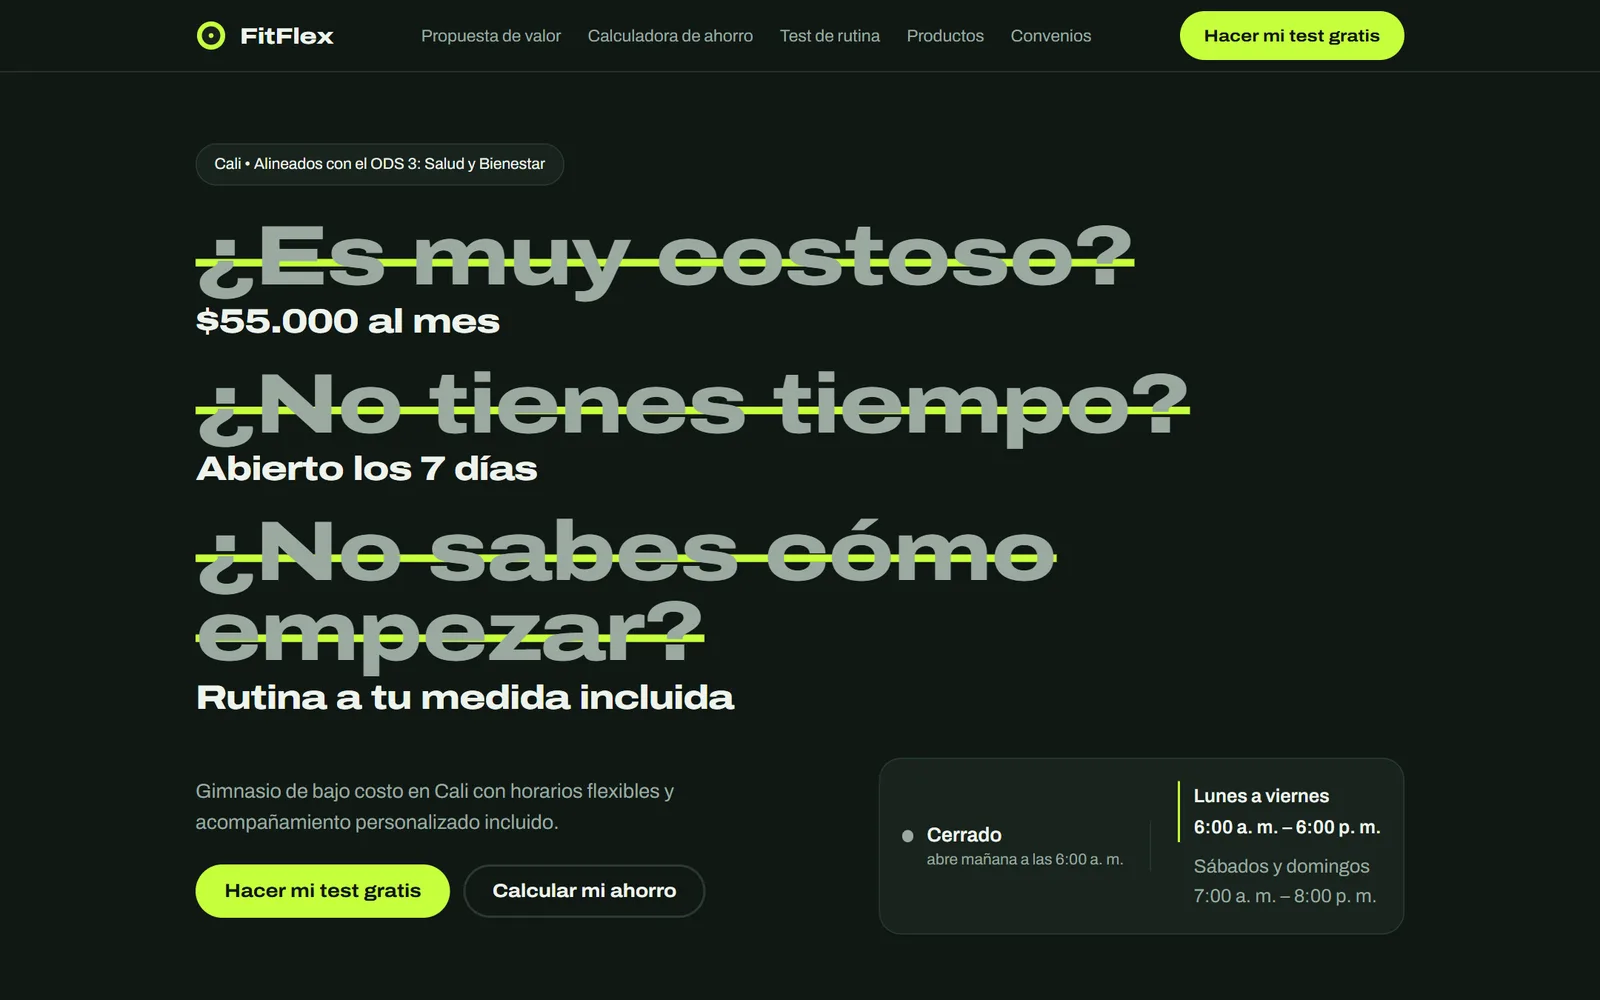 FitFlex
Propuesta de valor
Calculadora de ahorro
Test de rutina
Productos
Convenios
Hacer mi test gratis
Cali • Alineados con el ODS 3: Salud y Bienestar
¿Es muy costoso?
$55.000 al mes
¿No tienes tiempo?
Abierto los 7 días
¿No sabes cómo
empezar?
Rutina a tu medida incluida
Gimnasio de bajo costo en Cali con horarios flexibles y
acompañamiento personalizado incluido.
Hacer mi test gratis
Calcular mi ahorro
Cerrado
abre mañana a las 6:00 a. m.
Lunes a viernes
6:00 a. m. – 6:00 p. m.
Sábados y domingos
7:00 a. m. – 8:00 p. m.